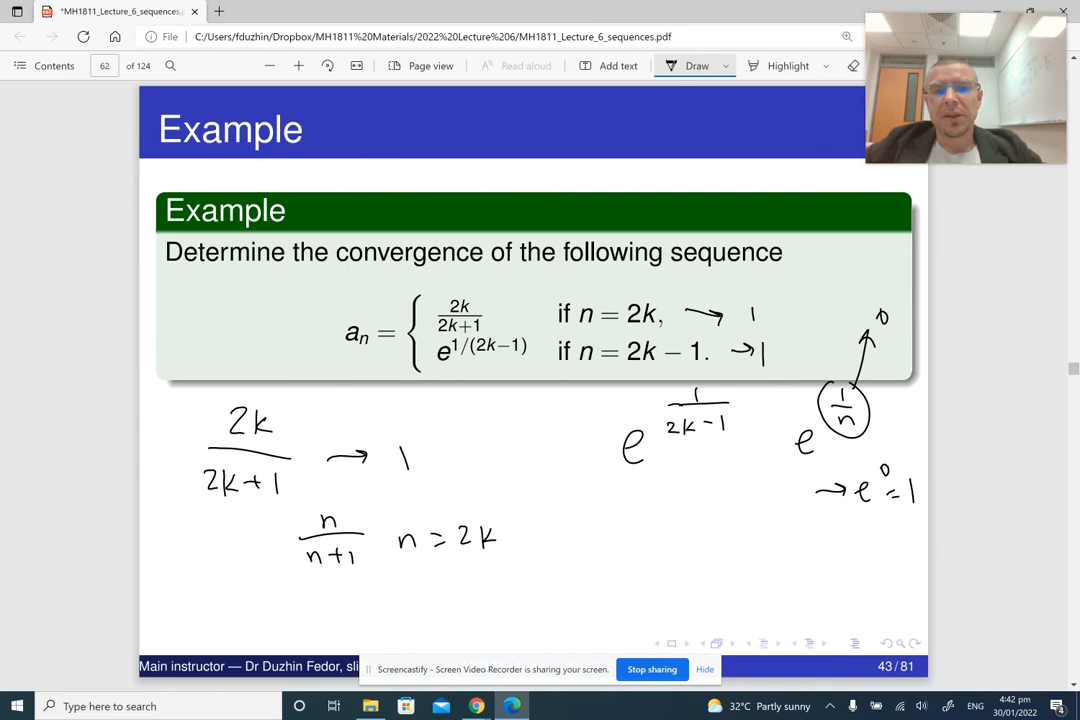 *MH1811_Lecture_6_sequences.p
File C:/Users/fduzhin/Dropbox/MH1811%20Materials/2022%20Lecture%206/MH1811_Lecture_6_sequences.pdf
Contents 62 of 124 Page view Read aloud Add text Draw Highlight
Example
Example
Determine the convergence of the following sequence
aₙ = { 2k/(2k+1) if n = 2k, → 1
e^1/(2k−1) if n = 2k − 1. → 1
0
2k/(2k+1) → 1
e^(1/(2k−1))
e^(1/n)
→ e⁰ = 1
n/(n+1) n = 2k
Main instructor — Dr Duzhin Fedor, sli
43 / 81
Screencastify - Screen Video Recorder is sharing your screen. Stop sharing Hide
Type here to search
32°C Partly sunny
ENG
4:42 pm
30/01/2022
4